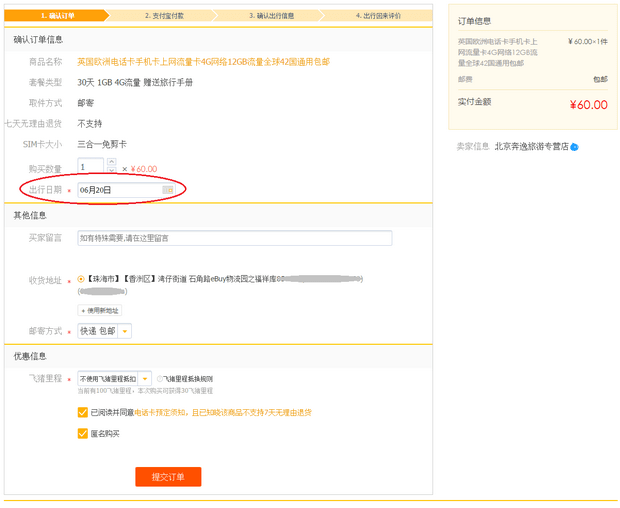 1. 确认订单
2. 支付宝付款
3. 确认出行信息
4. 出行归来评价
确认订单信息
商品名称 英国欧洲电话卡手机卡上网流量卡4G网络12GB流量全球42国通用包邮
套餐类型 30天 1GB 4G流量 赠送旅行手册
取件方式 邮寄
七天无理由退货 不支持
SIM卡大小 三合一免剪卡
购买数量 1 × ¥60.00
出行日期 * 06月20日
其他信息
买家留言 如有特殊需要,请在这里留言
收货地址 * 【珠海市】【香洲区】湾仔街道 石角路eBuy物流园之福祥库
+ 使用新地址
邮寄方式 * 快递 包邮
优惠信息
飞猪里程 * 不使用飞猪里程抵扣 飞猪里程抵换规则
当前有100飞猪里程，本次购买可获得30飞猪里程
已阅读并同意电话卡预定须知，且已知晓该商品不支持7天无理由退货
匿名购买
提交订单
订单信息
英国欧洲电话卡手机卡上 ¥60.00×1件
网流量卡4G网络12GB流
量全球42国通用包邮
邮费 包邮
实付金额 ¥60.00
卖家信息 北京奔逸旅游专营店